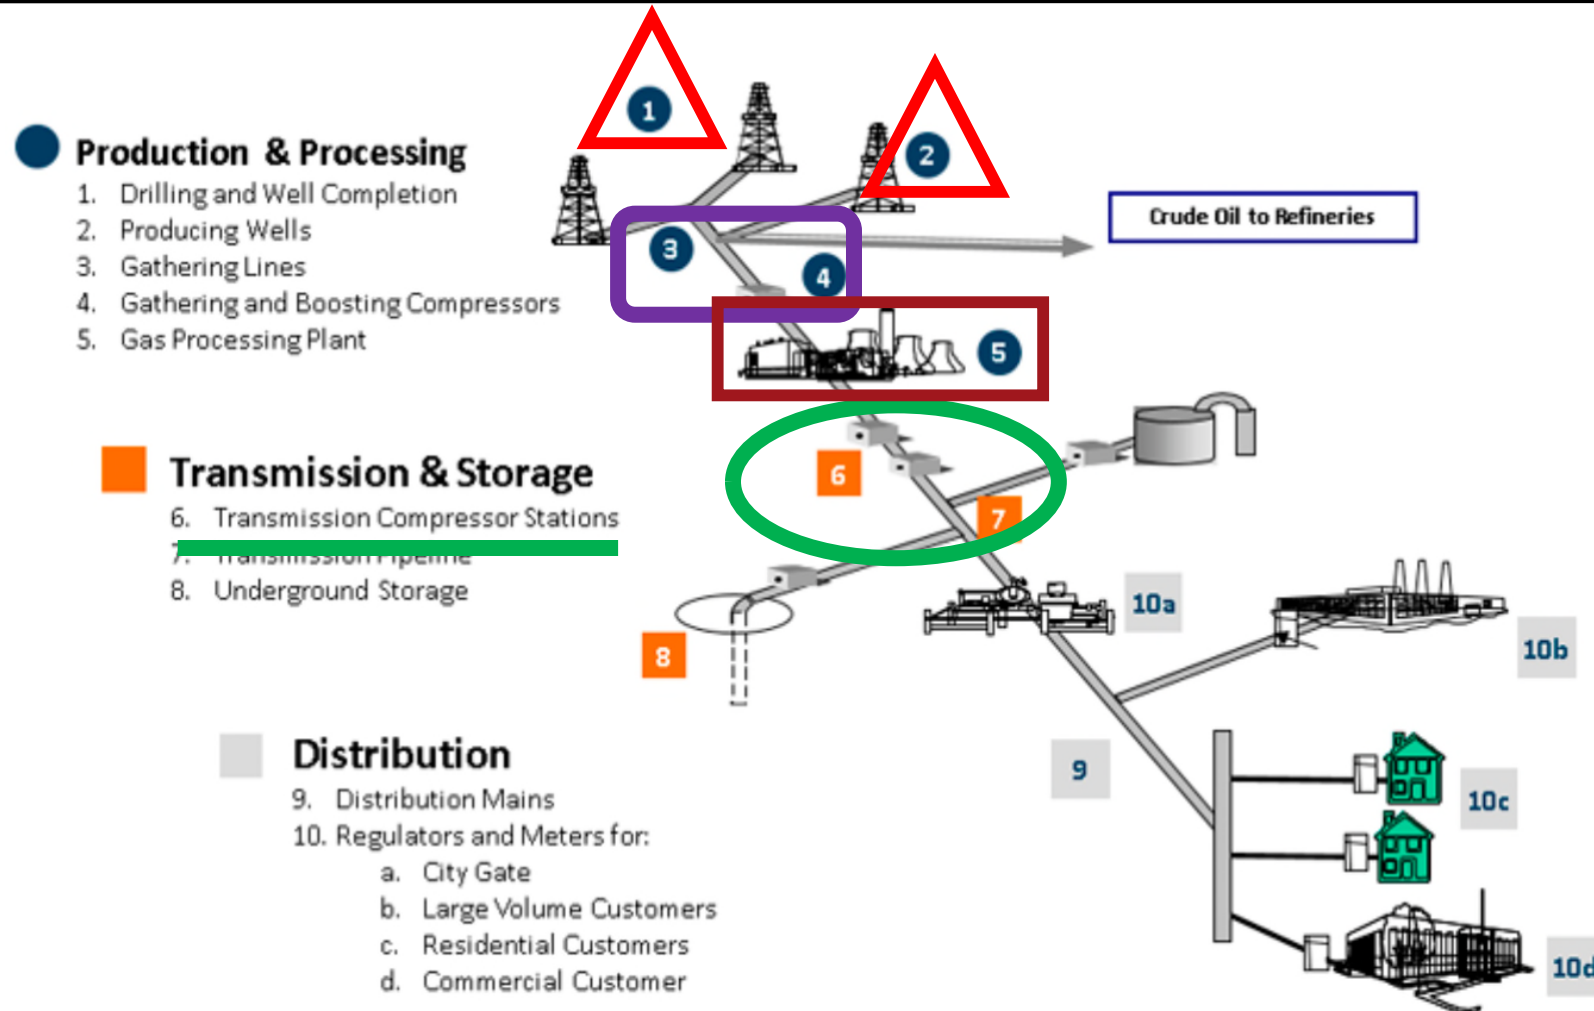 Production & Processing
1. Drilling and Well Completion
2. Producing Wells
3. Gathering Lines
4. Gathering and Boosting Compressors
5. Gas Processing Plant
Transmission & Storage
6. Transmission Compressor Stations
7. Transmission Pipeline
8. Underground Storage
Distribution
9. Distribution Mains
10. Regulators and Meters for:
a. City Gate
b. Large Volume Customers
c. Residential Customers
d. Commercial Customer
1
2
Crude Oil to Refineries
3
4
5
6
7
10a
8
10b
9
10c
10d